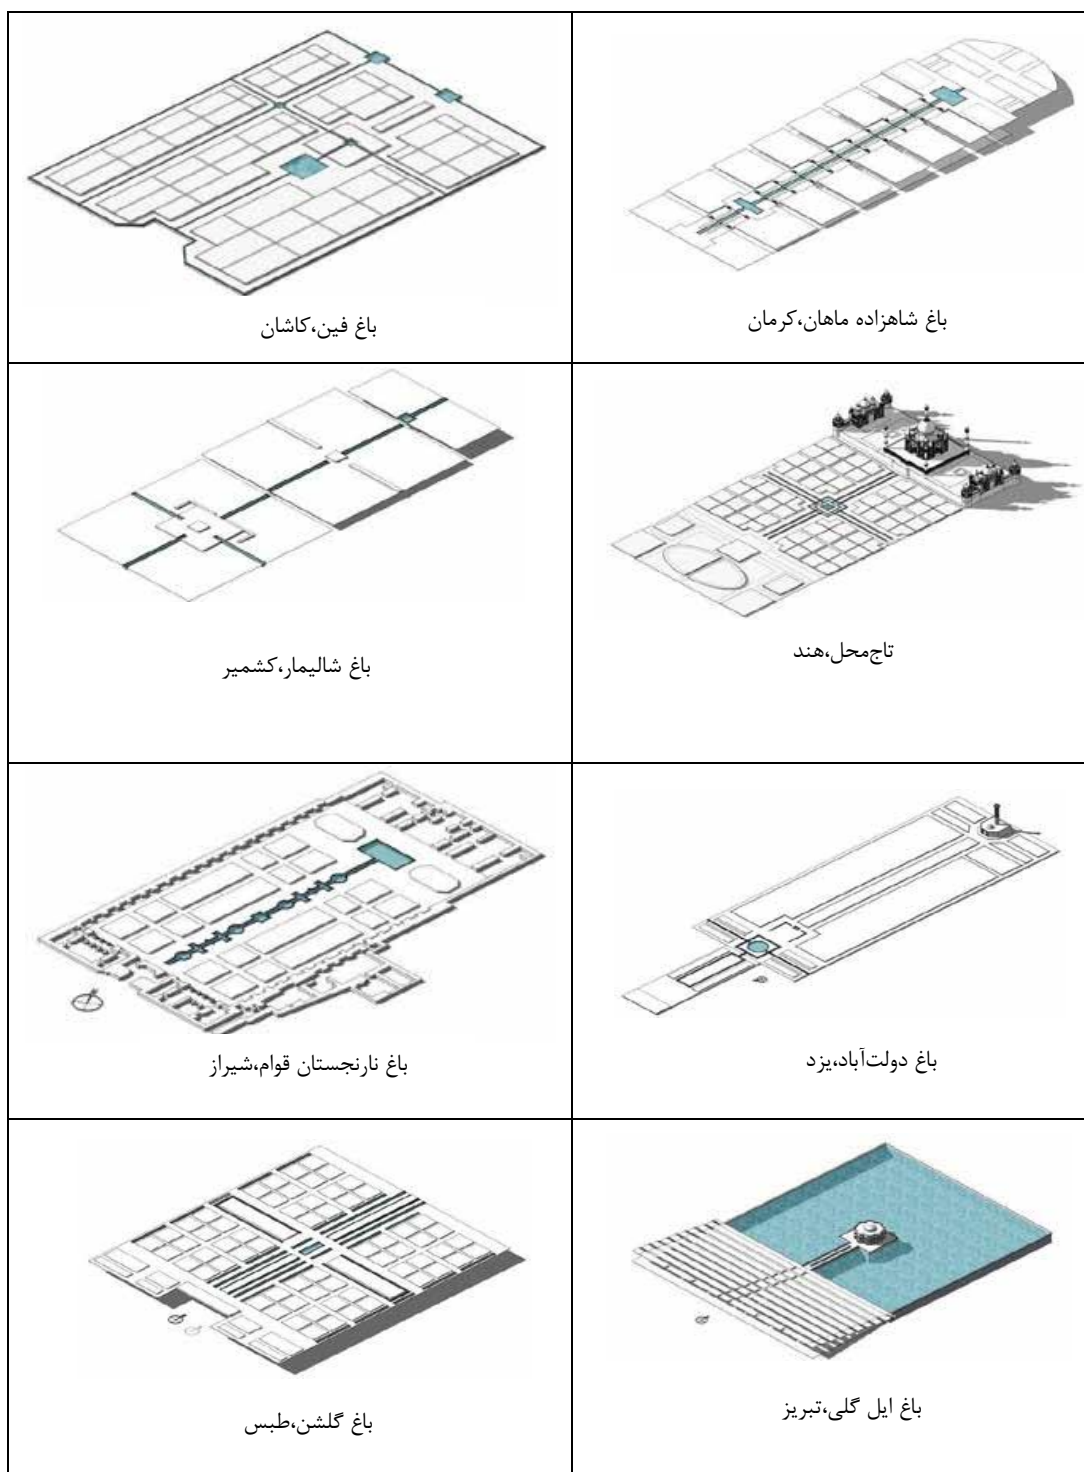 باغ شاهزاده ماهان،کرمان
باغ فین،کاشان
تاج‌محل،هند
باغ شالیمار،کشمیر
باغ دولت‌آباد،یزد
باغ نارنجستان قوام،شیراز
باغ ایل گلی،تبریز
باغ گلشن،طبس